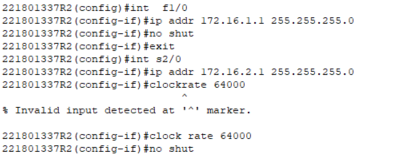 221801337R2(config)#int  f1/0
221801337R2(config-if)#ip addr 172.16.1.1 255.255.255.0
221801337R2(config-if)#no shut
221801337R2(config-if)#exit
221801337R2(config)#int s2/0
221801337R2(config-if)#ip addr 172.16.2.1 255.255.255.0
221801337R2(config-if)#clockrate 64000
^
% Invalid input detected at '^' marker.
221801337R2(config-if)#clock rate 64000
221801337R2(config-if)#no shut